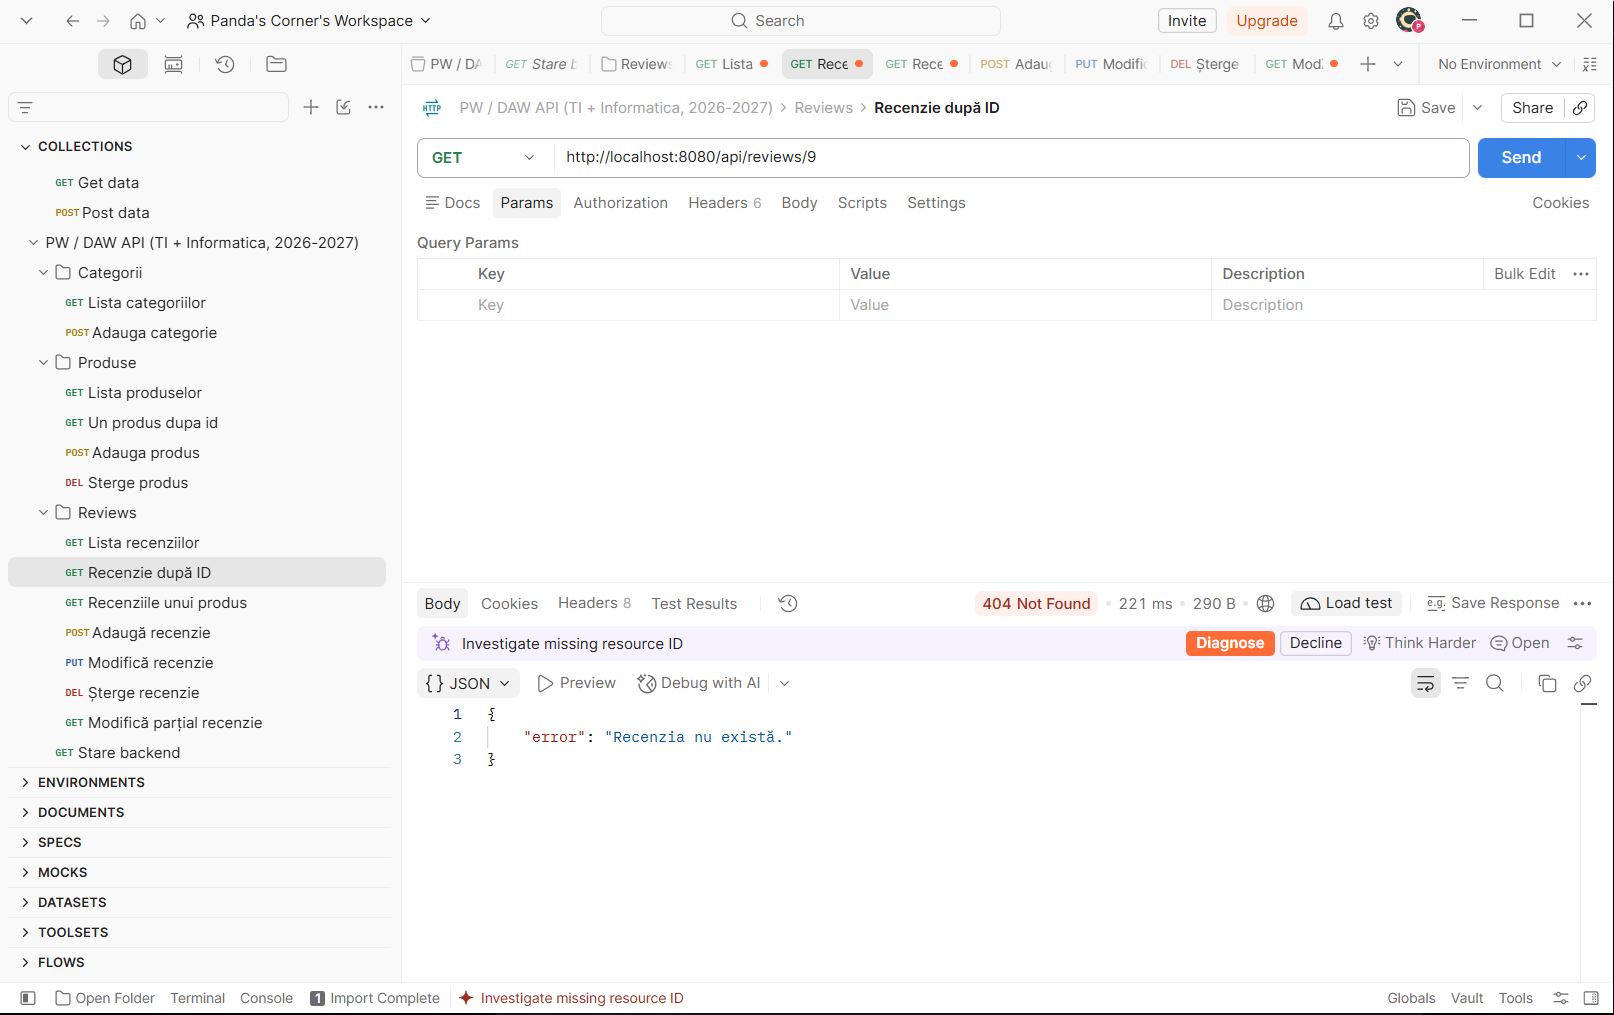 Panda's Corner's Workspace
Search
Invite
Upgrade
PW / DA
GET Stare b
Reviews
GET Lista
GET Rece
GET Rece
POST Adau
PUT Modific
DEL Șterge
GET Modi
No Environment
PW / DAW API (TI + Informatica, 2026-2027) > Reviews > Recenzie după ID
Save
Share
COLLECTIONS
GET Get data
POST Post data
PW / DAW API (TI + Informatica, 2026-2027)
Categorii
GET Lista categoriilor
POST Adauga categorie
Produse
GET Lista produselor
GET Un produs dupa id
POST Adauga produs
DEL Sterge produs
Reviews
GET Lista recenziilor
GET Recenzie după ID
GET Recenziile unui produs
POST Adaugă recenzie
PUT Modifică recenzie
DEL Șterge recenzie
GET Modifică parțial recenzie
GET Stare backend
ENVIRONMENTS
DOCUMENTS
SPECS
MOCKS
DATASETS
TOOLSETS
FLOWS
HTTP
GET
http://localhost:8080/api/reviews/9
Send
Docs Params Authorization Headers 6 Body Scripts Settings
Cookies
Query Params
Key Value Description Bulk Edit
Key Value Description
Body Cookies Headers 8 Test Results
404 Not Found • 221 ms • 290 B
Load test
e.g. Save Response
Investigate missing resource ID
Diagnose
Decline
Think Harder
Open
{ } JSON
Preview
Debug with AI
1 {
2 "error": "Recenzia nu există."
3 }
Open Folder Terminal Console 1 Import Complete Investigate missing resource ID
Globals Vault Tools